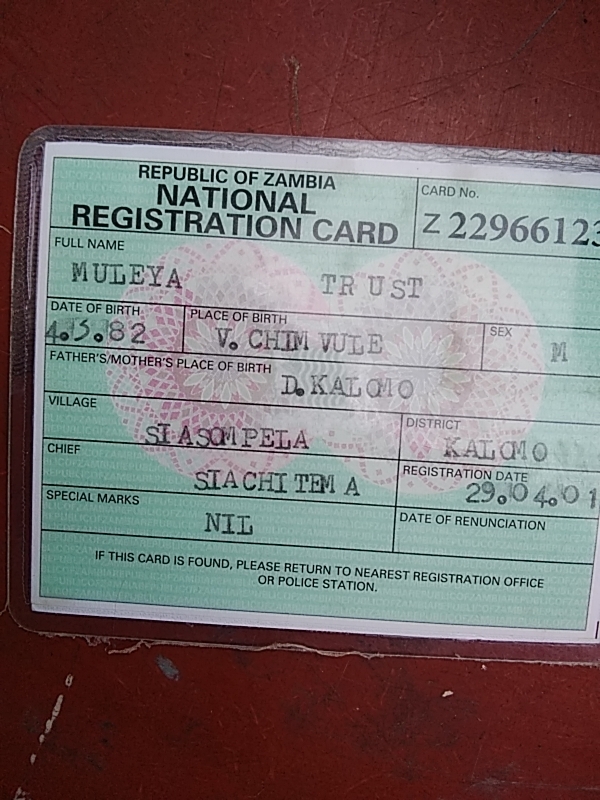 REPUBLIC OF ZAMBIA
NATIONAL
REGISTRATION CARD
CARD No.
Z 22966123
FULL NAME
MULEYA TRUST
DATE OF BIRTH
4.5.82
PLACE OF BIRTH
V. CHIMVULE
SEX
M
FATHER'S/MOTHER'S PLACE OF BIRTH
D.KALOMO
VILLAGE
SIASOMPELA
DISTRICT
KALOMO
CHIEF
SIACHITEMA
REGISTRATION DATE
29.04.01
SPECIAL MARKS
NIL
DATE OF RENUNCIATION
IF THIS CARD IS FOUND, PLEASE RETURN TO NEAREST REGISTRATION OFFICE
OR POLICE STATION.